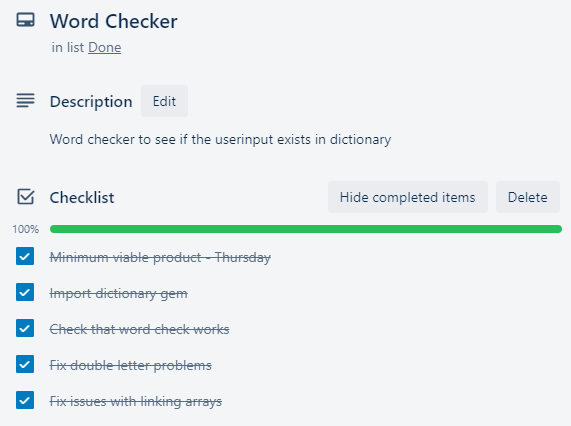 Word Checker
in list Done
Description Edit
Word checker to see if the userinput exists in dictionary
Checklist Hide completed items Delete
100%
Minimum viable product - Thursday
Import dictionary gem
Check that word check works
Fix double letter problems
Fix issues with linking arrays